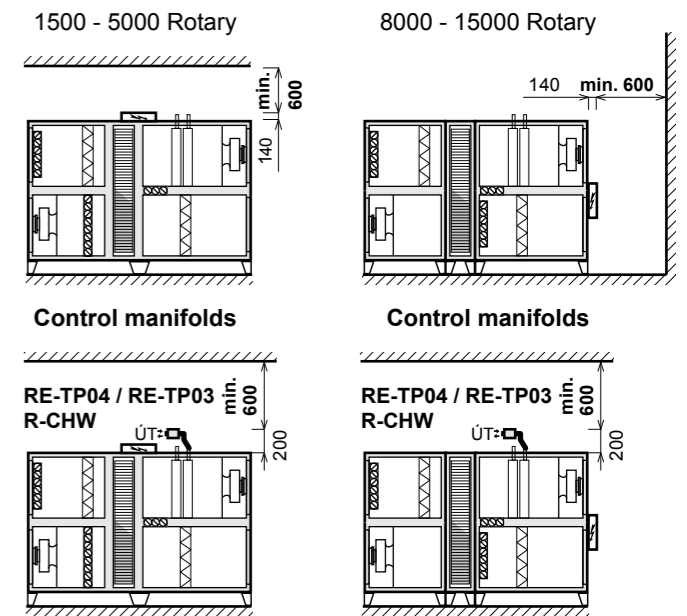 1500 - 5000 Rotary
8000 - 15000 Rotary
min.
600
140
140 min. 600
Control manifolds
Control manifolds
RE-TP04 / RE-TP03
R-CHW
ÚT
min.
600
200
RE-TP04 / RE-TP03
R-CHW
ÚT
min.
600
200